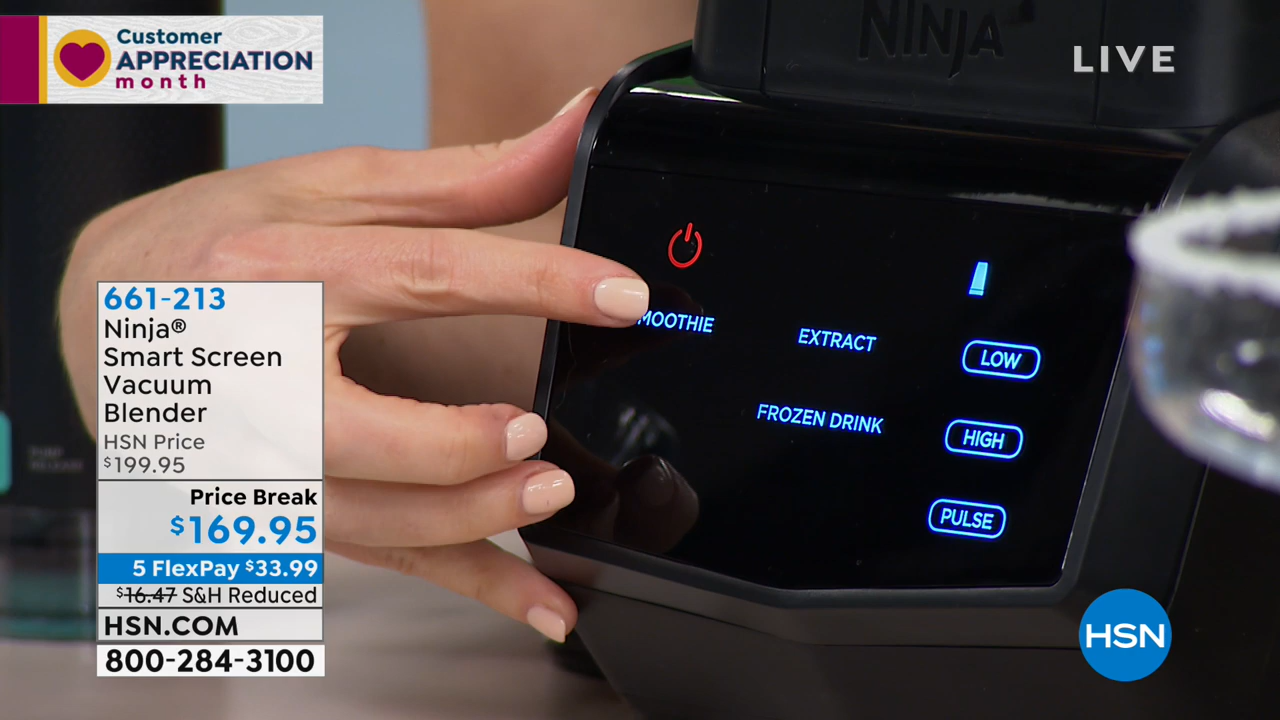 Customer
APPRECIATION
month
NINJA
LIVE
MOOTHIE
EXTRACT
LOW
FROZEN DRINK
HIGH
PULSE
661-213
Ninja®
Smart Screen
Vacuum
Blender
HSN Price
$199.95
Price Break
$169.95
5 FlexPay $33.99
$16.47 S&H Reduced
HSN.COM
800-284-3100
HSN